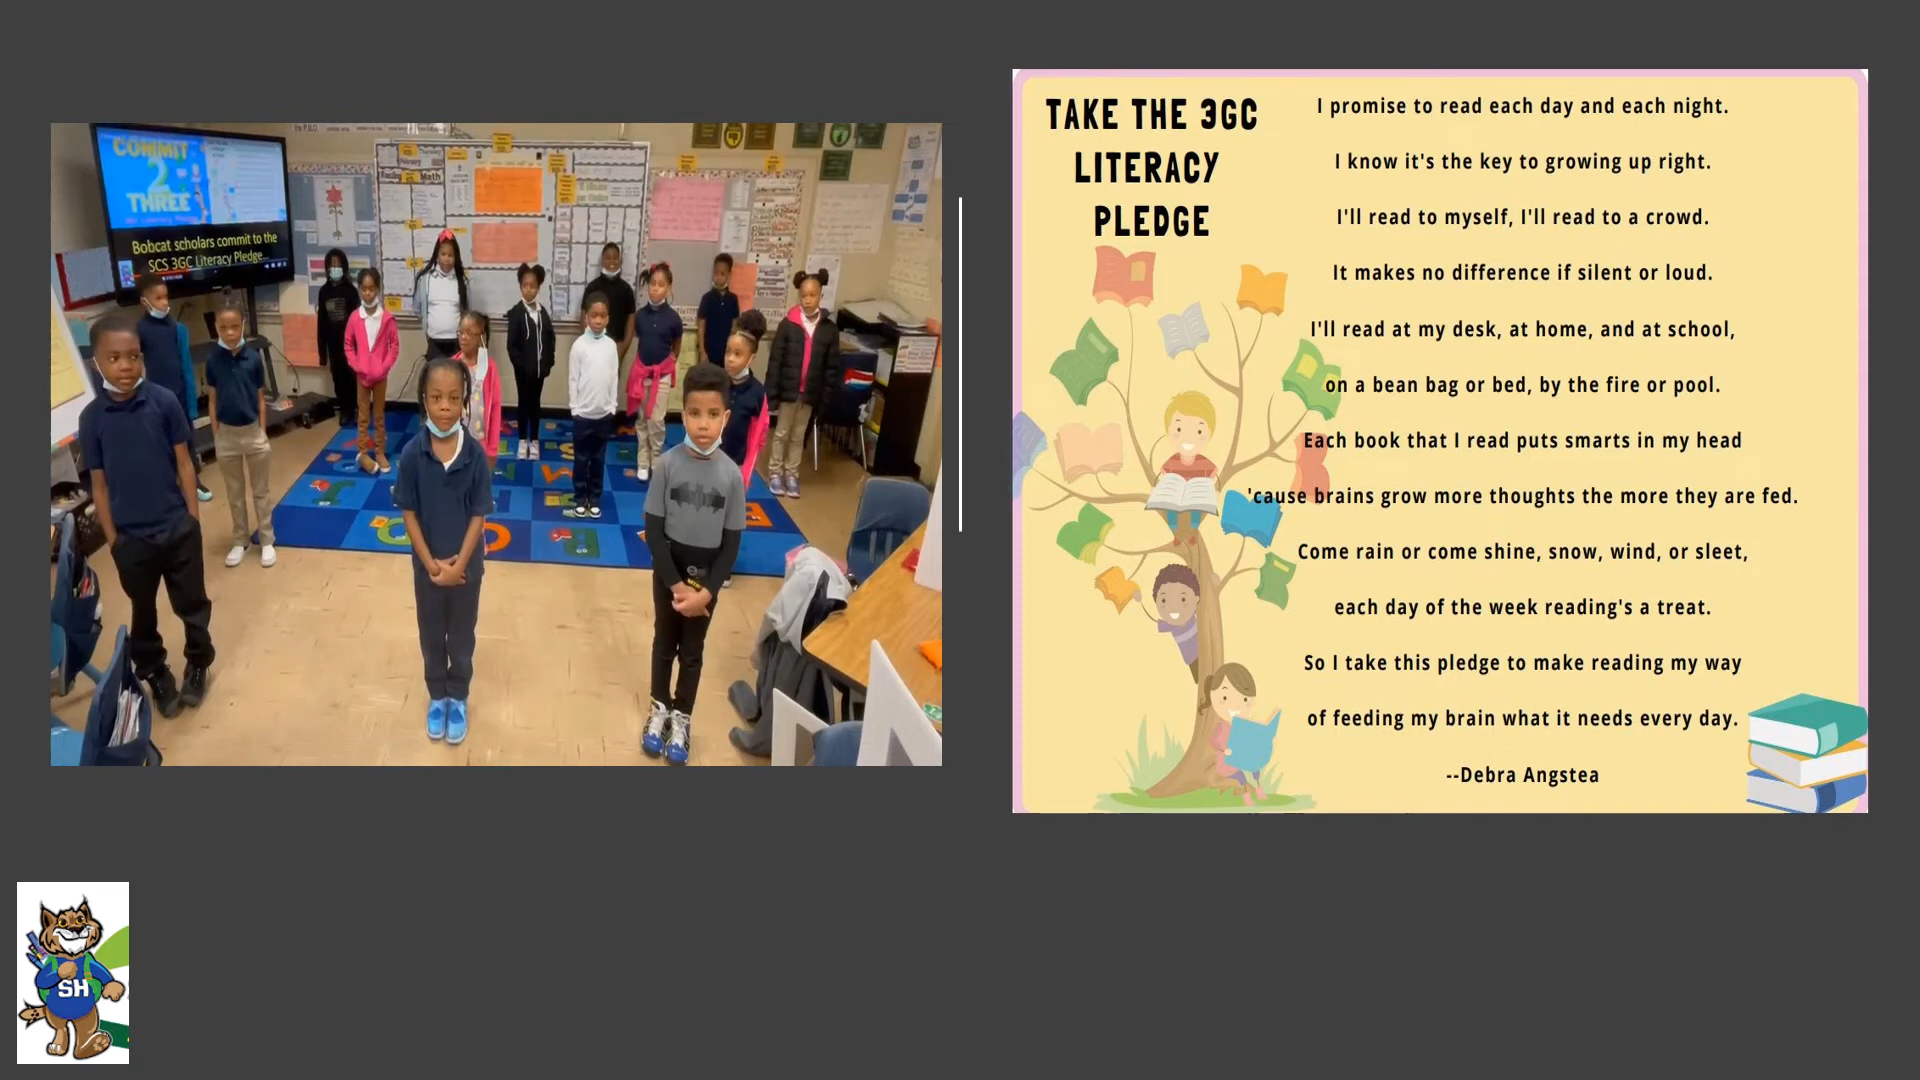 COMMIT
2
THREE
Bobcat scholars commit to the
SCS 3GC Literacy Pledge
Math
TAKE THE 3GC
LITERACY
PLEDGE
I promise to read each day and each night.
I know it's the key to growing up right.
I'll read to myself, I'll read to a crowd.
It makes no difference if silent or loud.
I'll read at my desk, at home, and at school,
on a bean bag or bed, by the fire or pool.
Each book that I read puts smarts in my head
'cause brains grow more thoughts the more they are fed.
Come rain or come shine, snow, wind, or sleet,
each day of the week reading's a treat.
So I take this pledge to make reading my way
of feeding my brain what it needs every day.
--Debra Angstea
SH